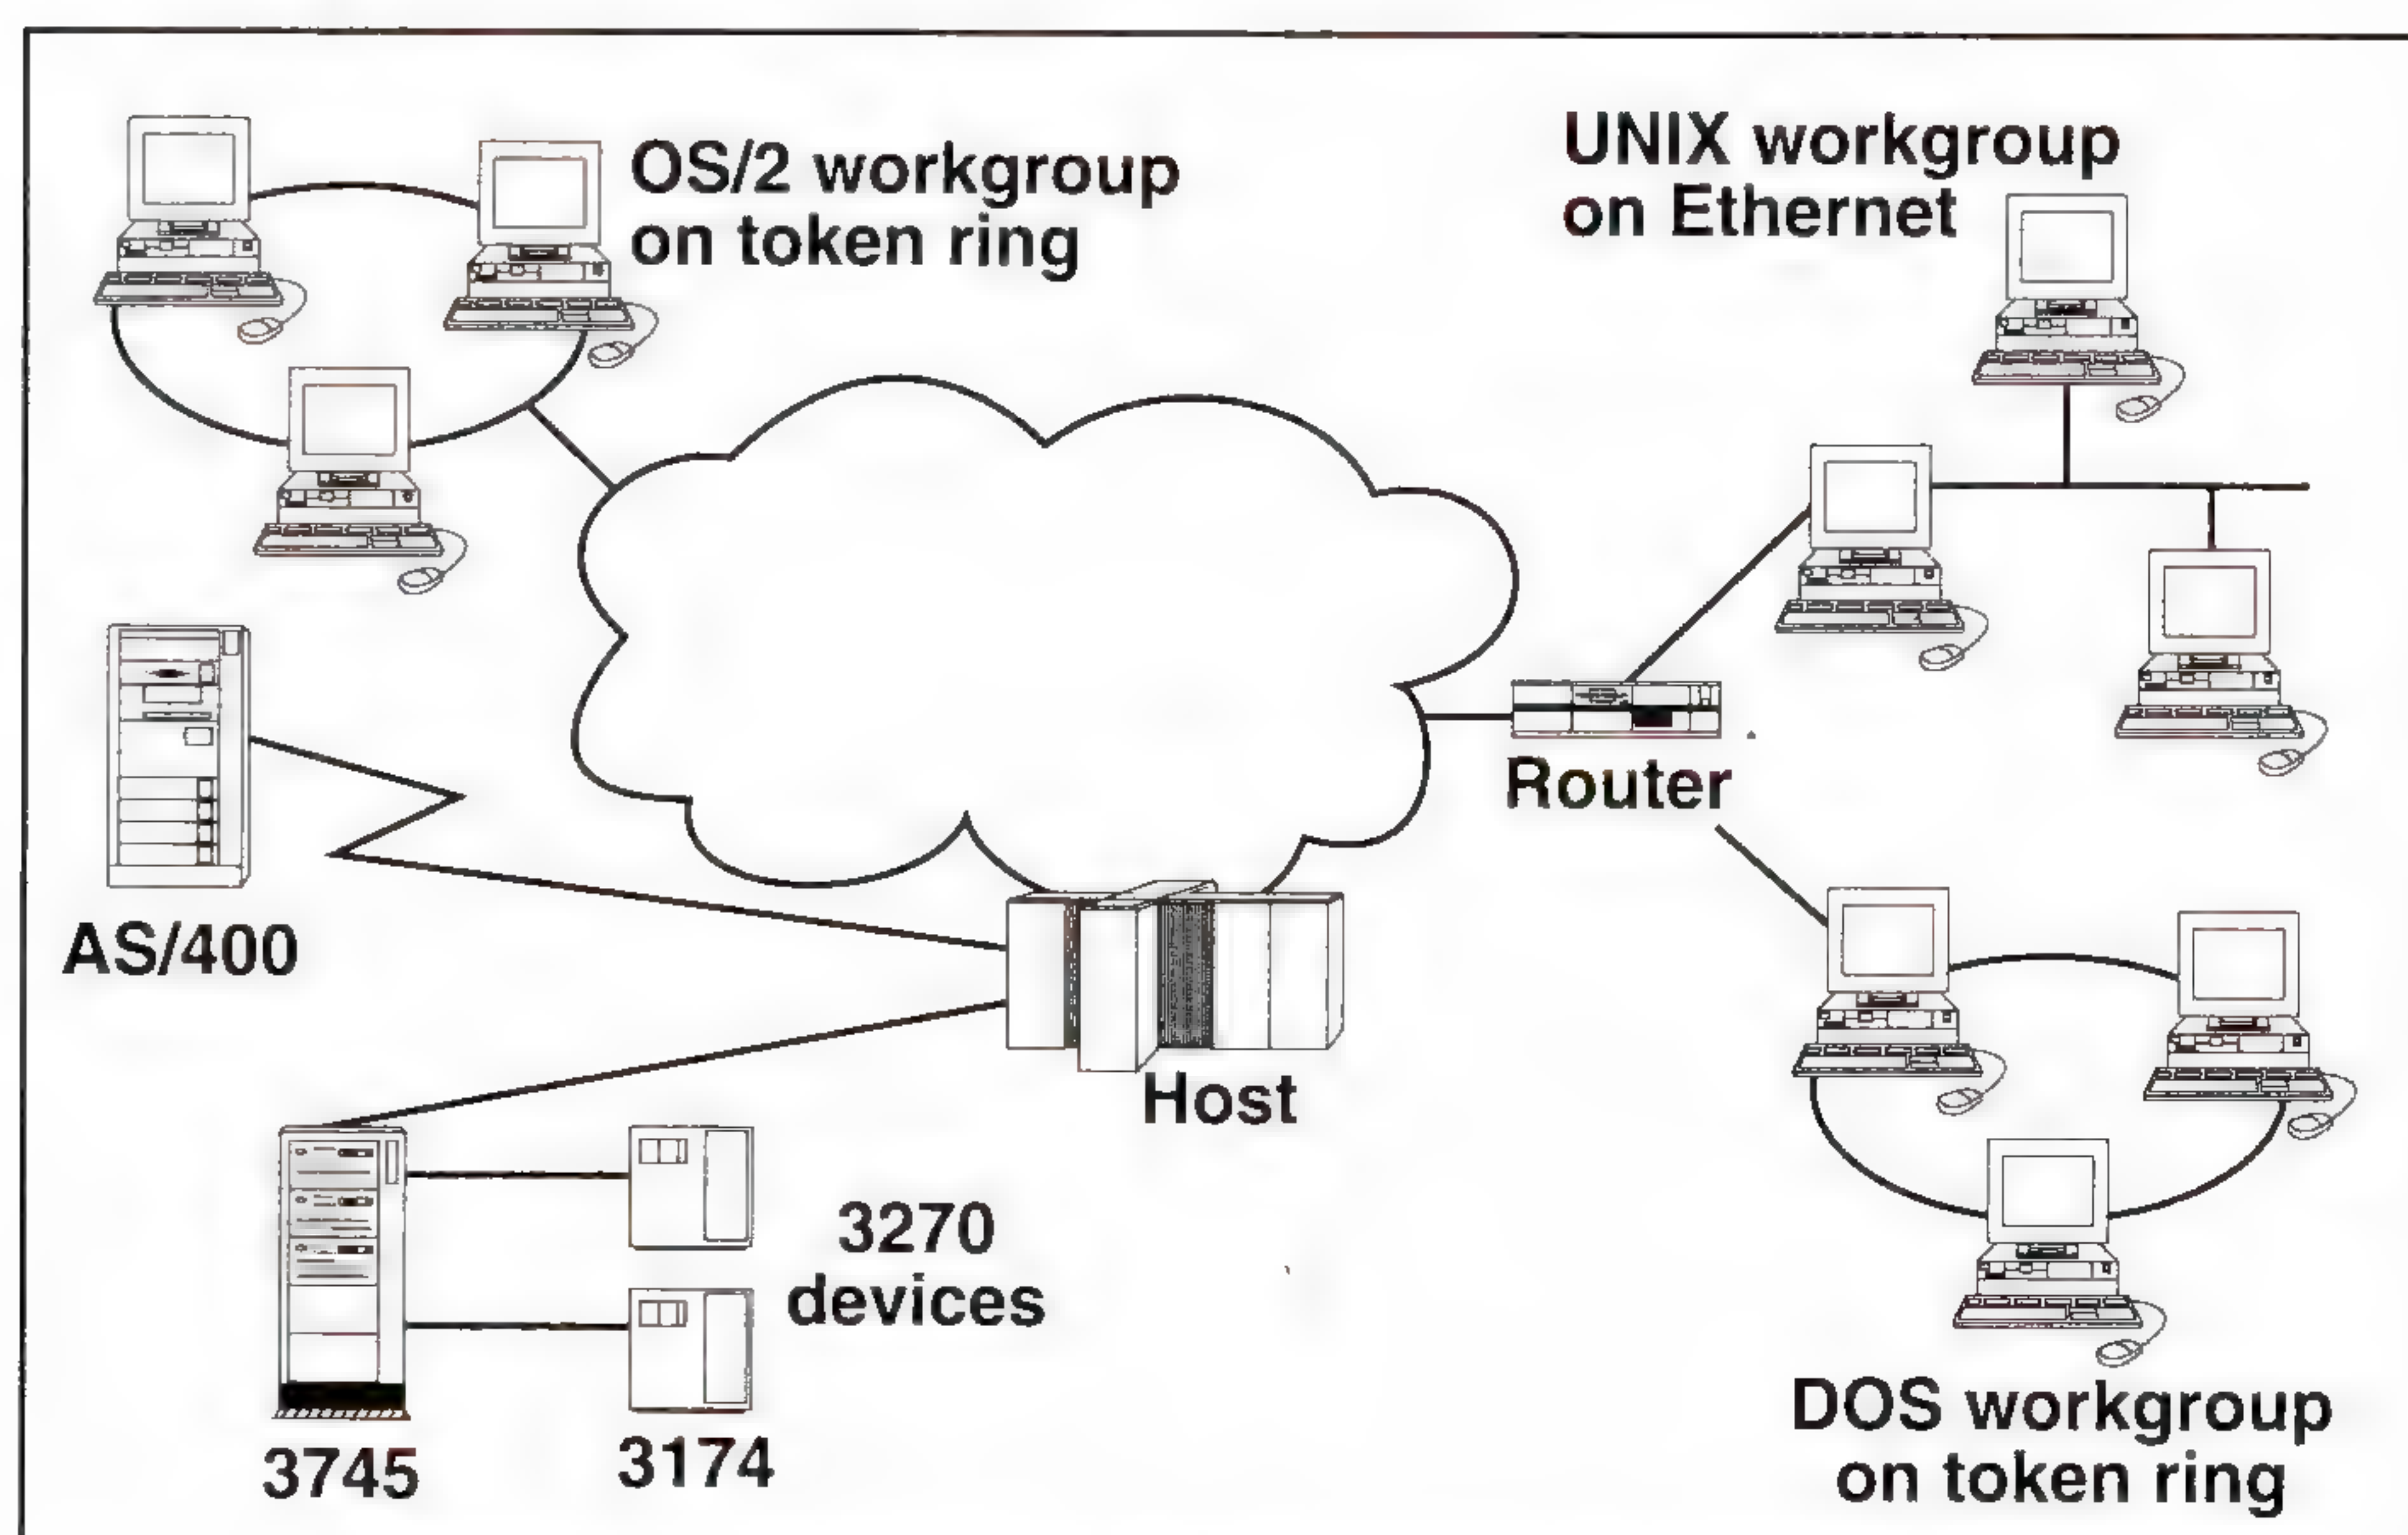 OS/2 workgroup
on token ring
UNIX workgroup
on Ethernet
Router
AS/400
Host
3270
devices
3745
3174
DOS workgroup
on token ring